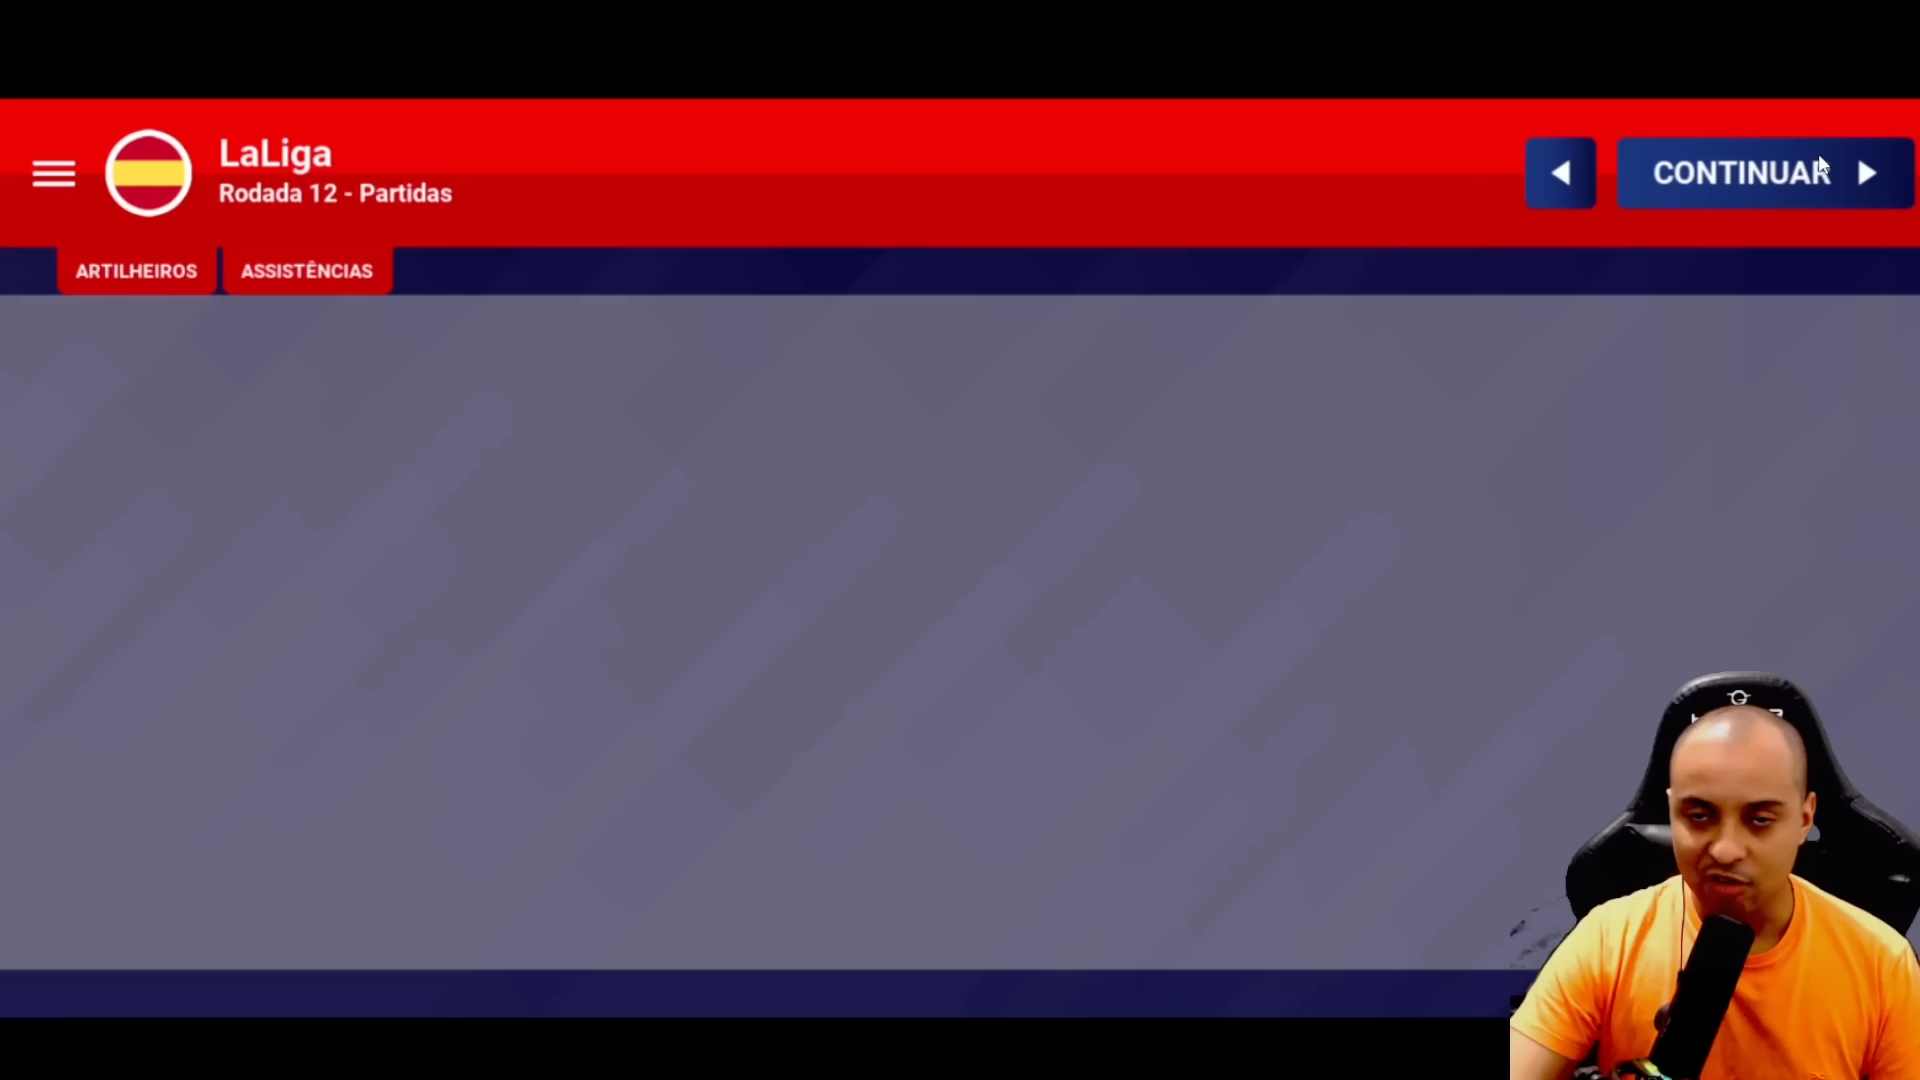 LaLiga
Rodada 12 - Partidas
CONTINUAR
ARTILHEIROS
ASSISTÊNCIAS